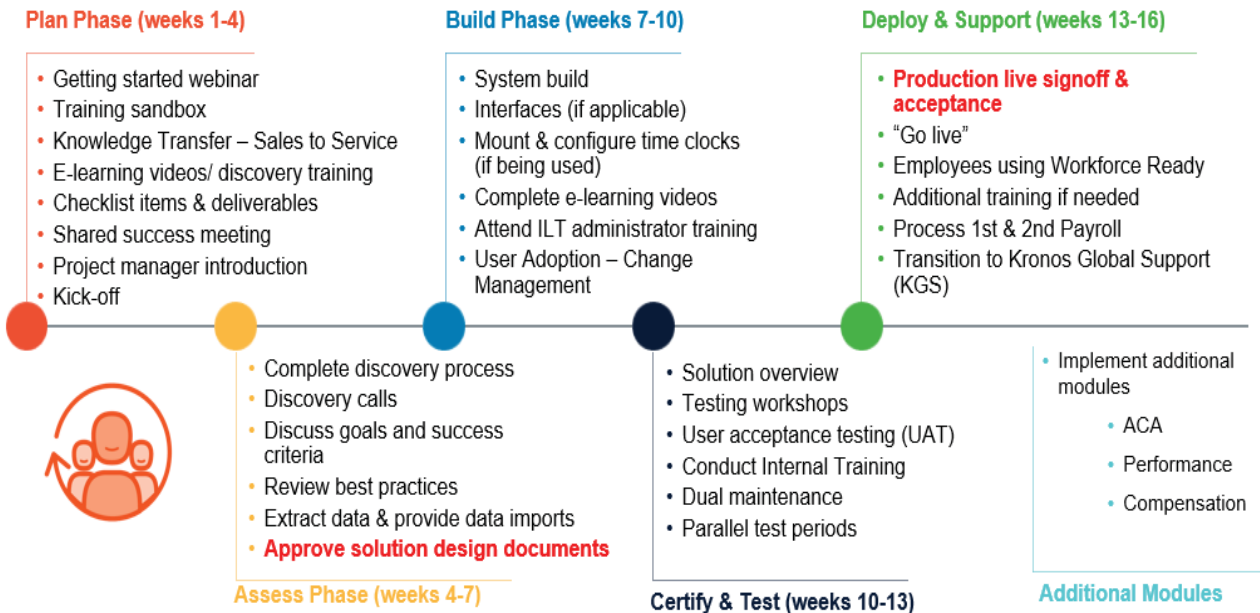 Plan Phase (weeks 1-4)
• Getting started webinar
• Training sandbox
• Knowledge Transfer – Sales to Service
• E-learning videos/ discovery training
• Checklist items & deliverables
• Shared success meeting
• Project manager introduction
• Kick-off
Build Phase (weeks 7-10)
• System build
• Interfaces (if applicable)
• Mount & configure time clocks
(if being used)
• Complete e-learning videos
• Attend ILT administrator training
• User Adoption – Change
Management
Deploy & Support (weeks 13-16)
• Production live signoff &
acceptance
• “Go live”
• Employees using Workforce Ready
• Additional training if needed
• Process 1st & 2nd Payroll
• Transition to Kronos Global Support
(KGS)
• Complete discovery process
• Discovery calls
• Discuss goals and success
criteria
• Review best practices
• Extract data & provide data imports
• Approve solution design documents
Assess Phase (weeks 4-7)
• Solution overview
• Testing workshops
• User acceptance testing (UAT)
• Conduct Internal Training
• Dual maintenance
• Parallel test periods
Certify & Test (weeks 10-13)
• Implement additional
modules
• ACA
• Performance
• Compensation
Additional Modules